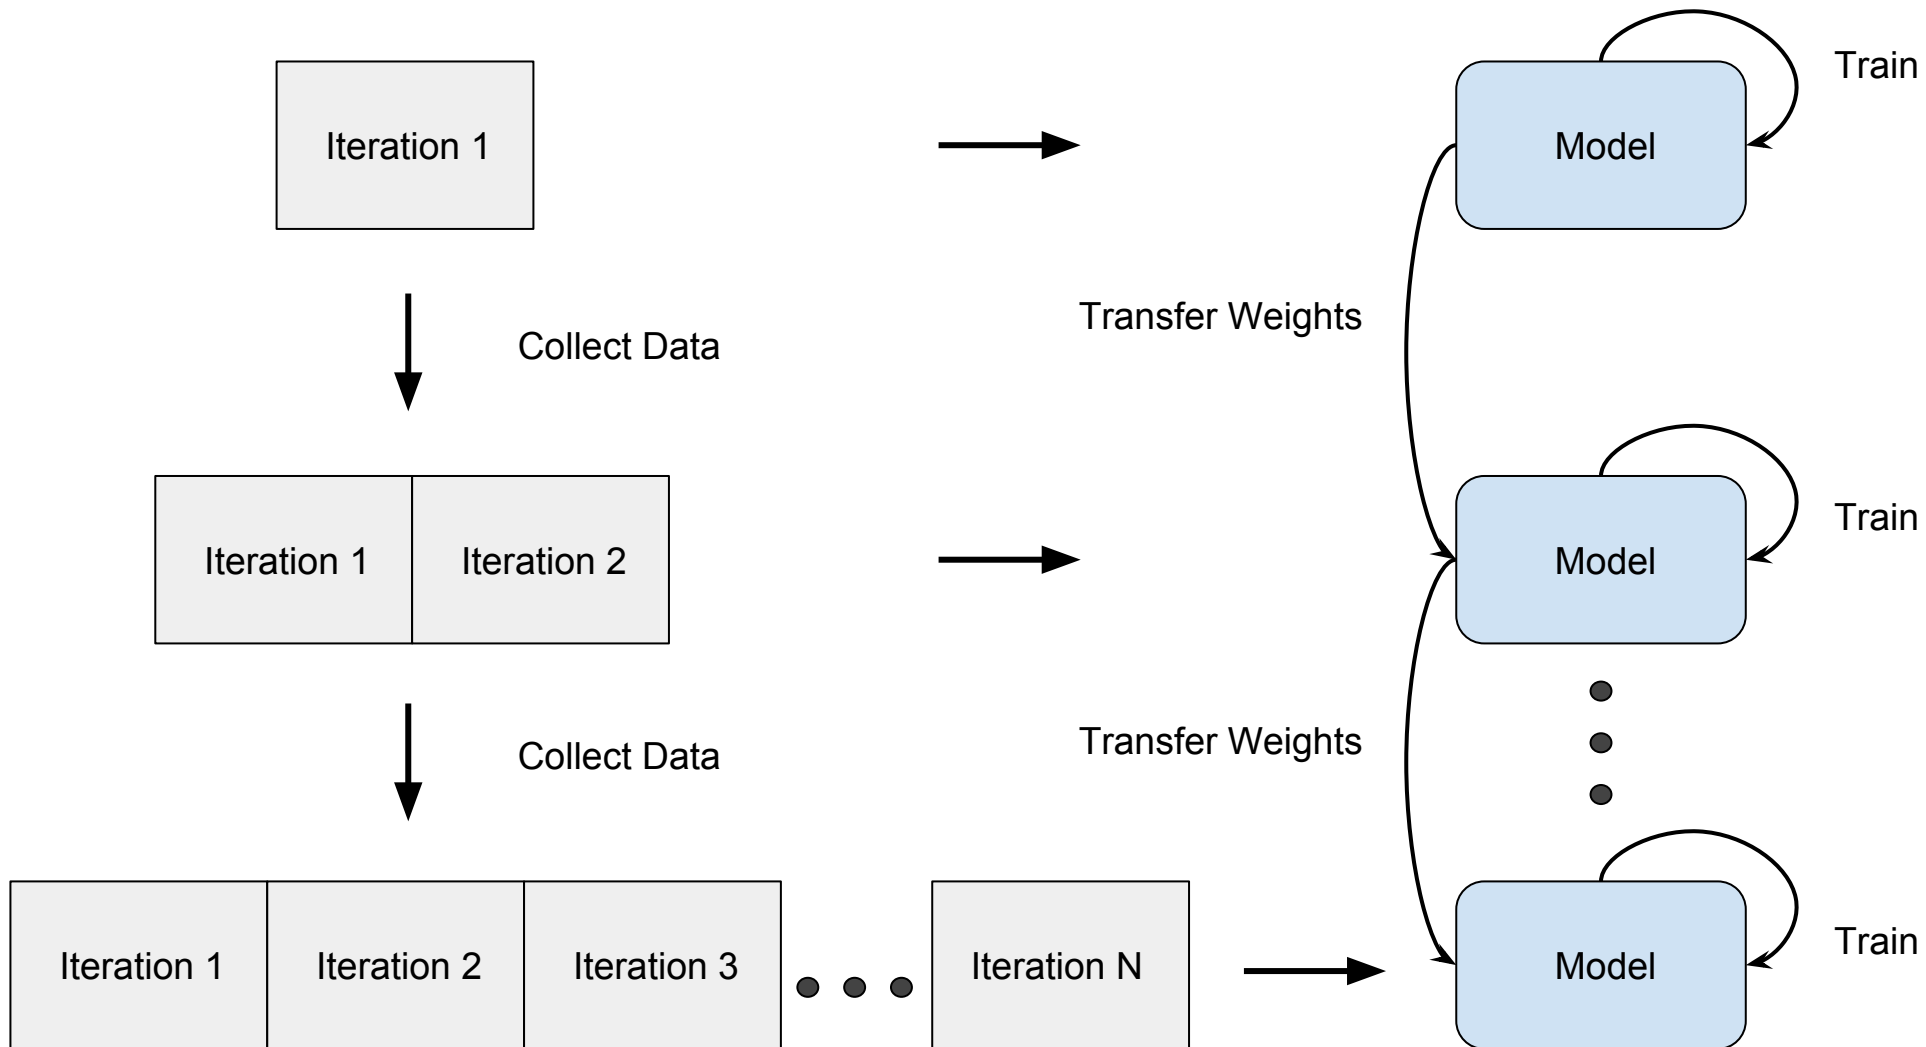 Train
Iteration 1
Model
Transfer Weights
Collect Data
Train
Iteration 1
Iteration 2
Model
Transfer Weights
Collect Data
Train
Iteration 1
Iteration 2
Iteration 3
Iteration N
Model